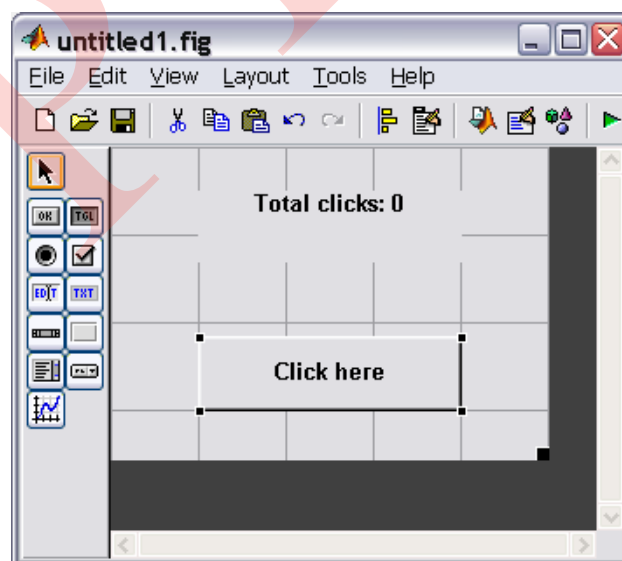 untitled1.fig
File Edit View Layout Tools Help
OK TGL
EDIT TXT
Total clicks: 0
Click here